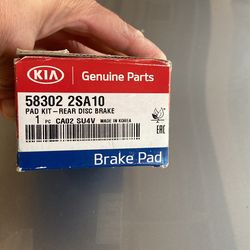 KIA Genuine Parts
58302 2SA10
PAD KIT-REAR DISC BRAKE
1 PC CA02 SU4V MADE IN KOREA
EAC
Brake Pad